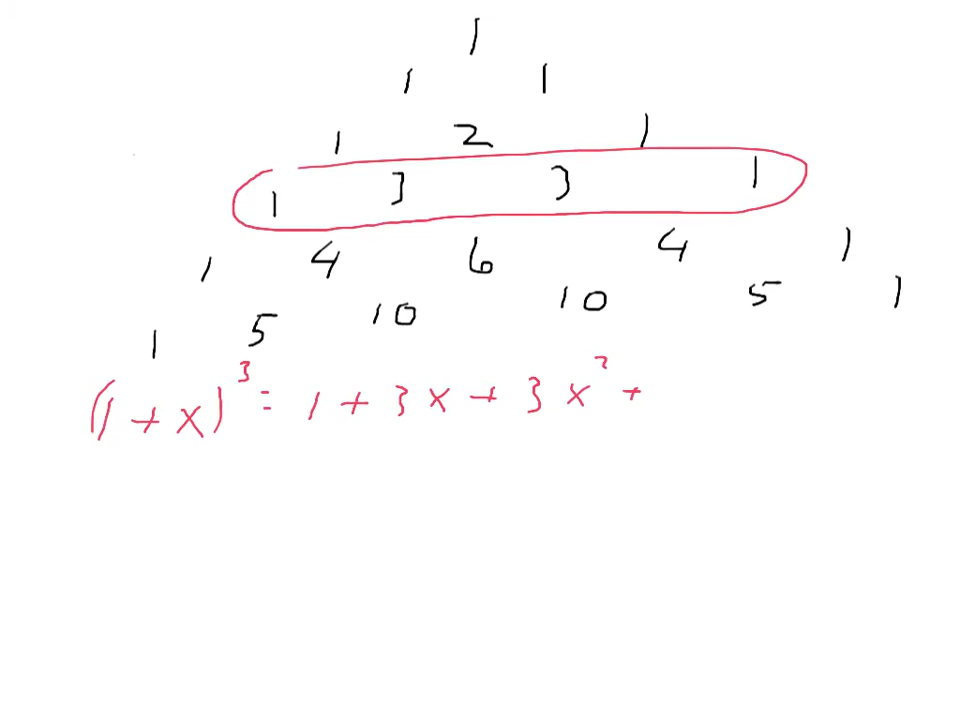 1
1 1
1 2 1
1 3 3 1
1 4 6 4 1
1 5 10 10 5 1
(1+x)³ = 1 + 3x + 3x² +